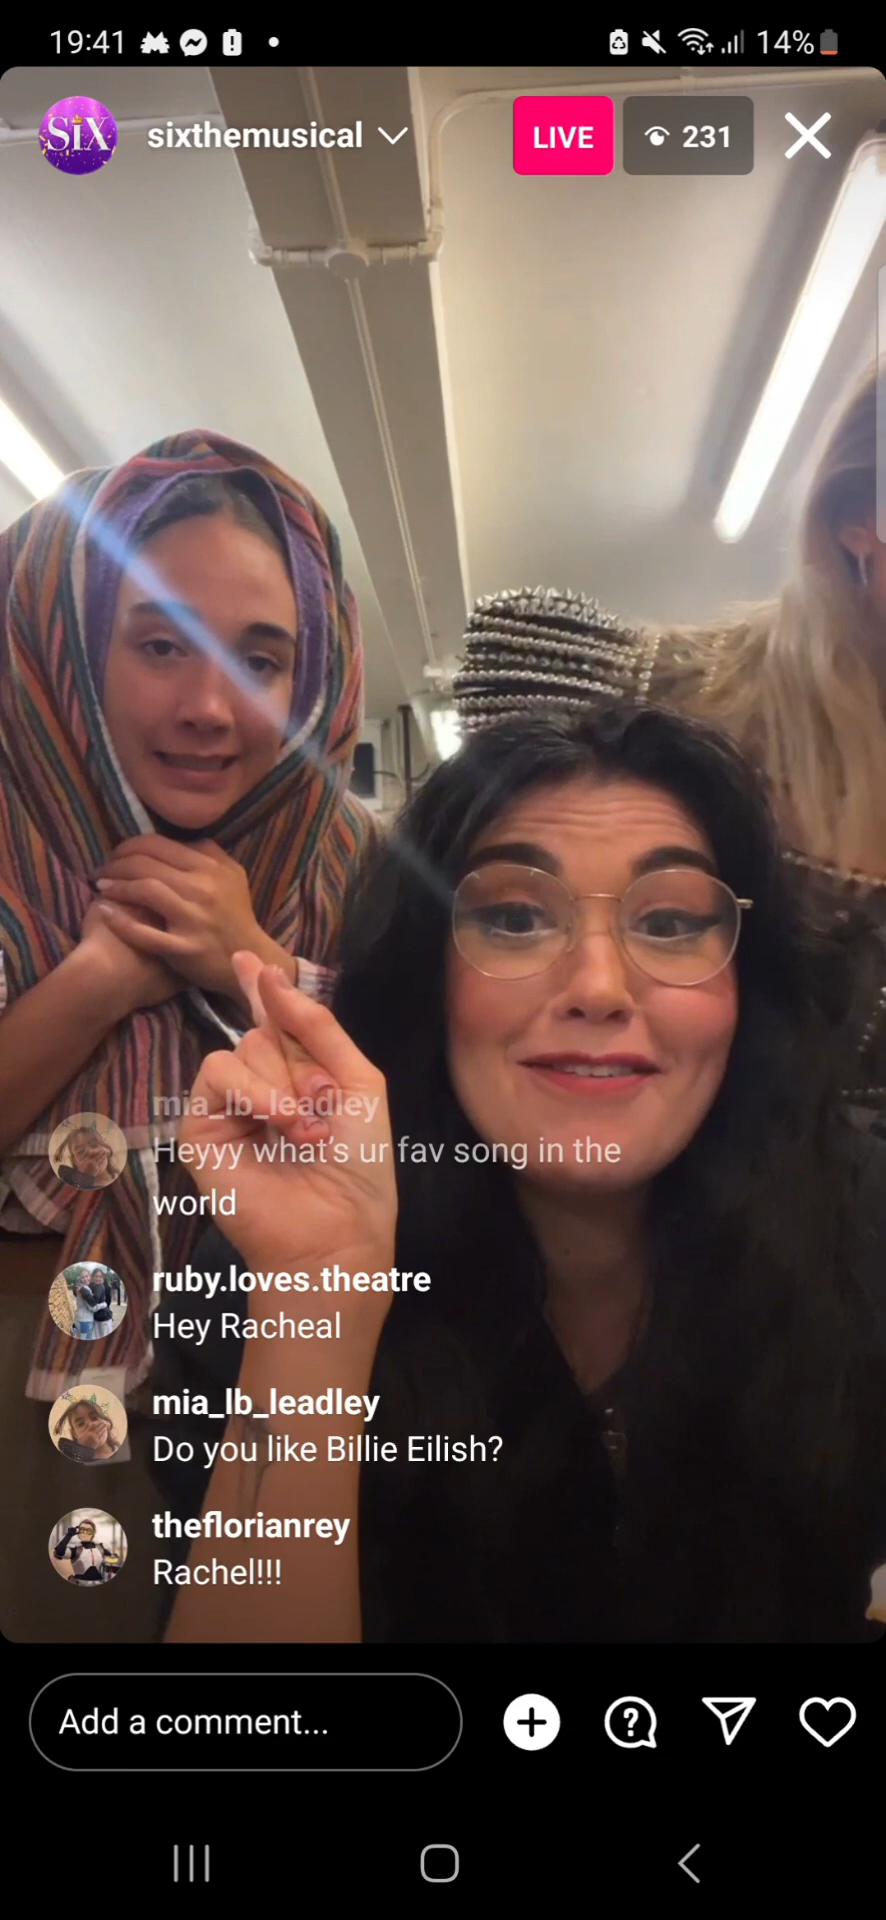 19:41
14%
SIX
sixthemusical
LIVE
231
mia_lb_leadley
Heyyy what's ur fav song in the
world
ruby.loves.theatre
Hey Racheal
mia_lb_leadley
Do you like Billie Eilish?
theflorianrey
Rachel!!!
Add a comment...